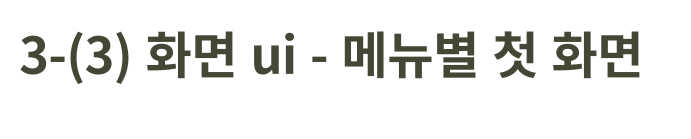 3-(3) 화면 ui - 메뉴별 첫 화면